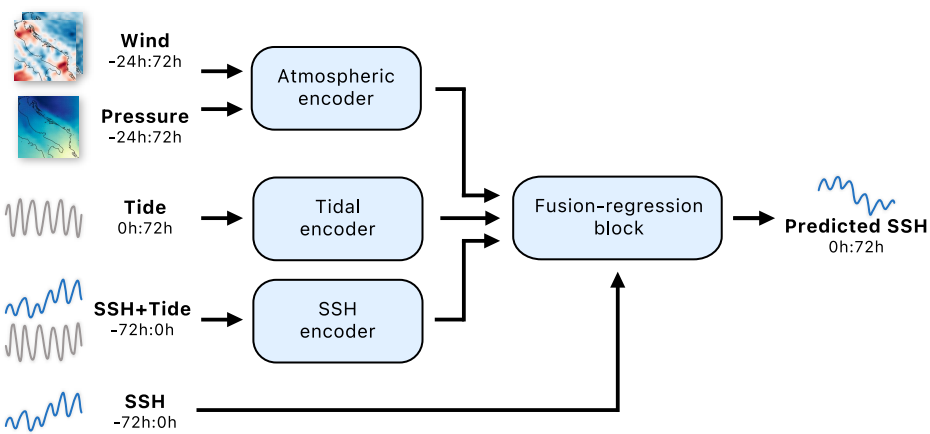 Wind
-24h:72h
Pressure
-24h:72h
Atmospheric
encoder
Tide
0h:72h
Tidal
encoder
SSH+Tide
-72h:0h
SSH
encoder
SSH
-72h:0h
Fusion-regression
block
Predicted SSH
0h:72h